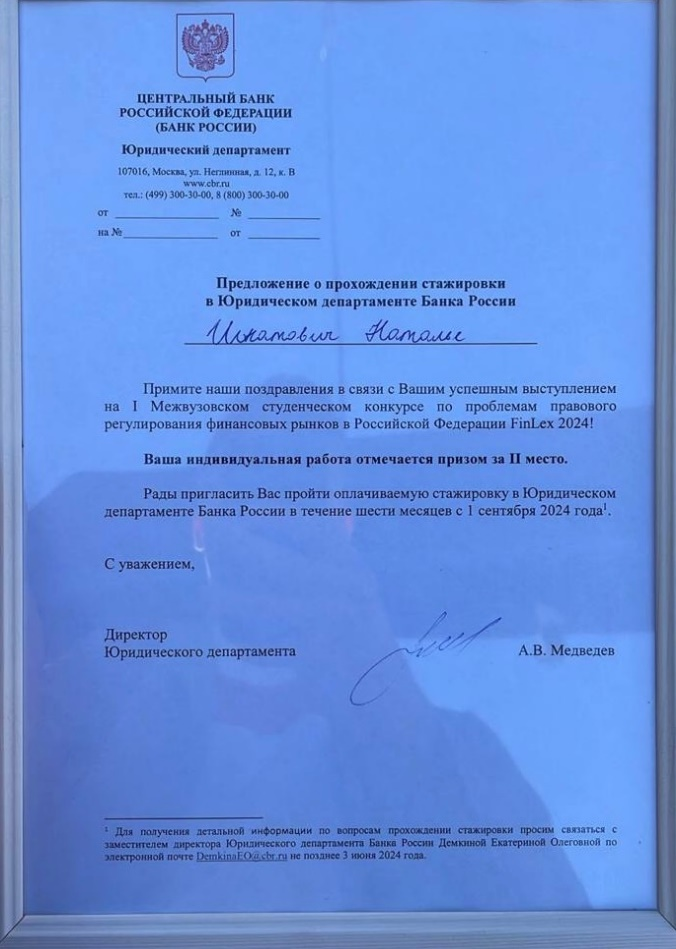 ЦЕНТРАЛЬНЫЙ БАНК
РОССИЙСКОЙ ФЕДЕРАЦИИ
(БАНК РОССИИ)
Юридический департамент
107016, Москва, ул. Неглинная, д. 12, к. В
www.cbr.ru
тел.: (499) 300-30-00, 8 (800) 300-30-00
от № 
на № от
Предложение о прохождении стажировки
в Юридическом департаменте Банка России
Игнатович Наталье
Примите наши поздравления в связи с Вашим успешным выступлением
на I Межвузовском студенческом конкурсе по проблемам правового
регулирования финансовых рынков в Российской Федерации FinLex 2024!
Ваша индивидуальная работа отмечается призом за II место.
Рады пригласить Вас пройти оплачиваемую стажировку в Юридическом
департаменте Банка России в течение шести месяцев с 1 сентября 2024 года¹.
С уважением,
Директор
Юридического департамента А.В. Медведев
¹ Для получения детальной информации по вопросам прохождения стажировки просим связаться с
заместителем директора Юридического департамента Банка России Демкиной Екатериной Олеговной по
электронной почте DemkinaEO@cbr.ru не позднее 3 июня 2024 года.